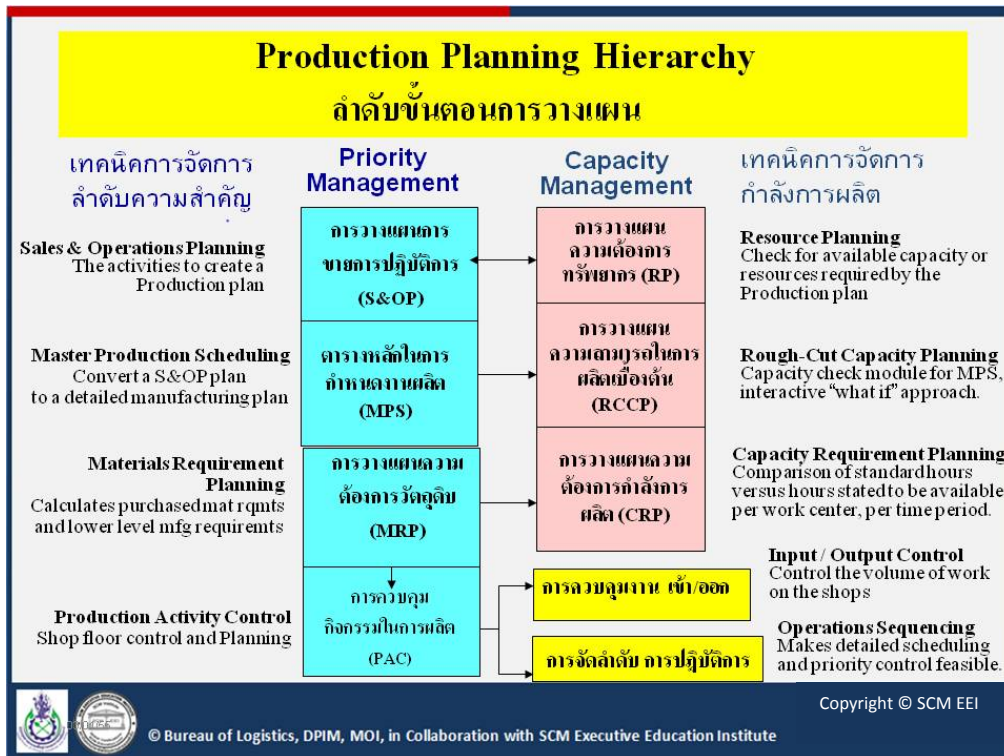 Production Planning Hierarchy
ลำดับขั้นตอนการวางแผน
เทคนิคการจัดการ
ลำดับความสำคัญ
Priority
Management
Capacity
Management
เทคนิคการจัดการ
กำลังการผลิต
Sales & Operations Planning
The activities to create a
Production plan
การวางแผนการ
ขายการปฏิบัติการ
(S&OP)
การวางแผน
ความต้องการ
ทรัพยากร (RP)
Resource Planning
Check for available capacity or
resources required by the
Production plan
Master Production Scheduling
Convert a S&OP plan
to a detailed manufacturing plan
ตารางหลักในการ
กำหนดงานผลิต
(MPS)
การวางแผน
ความสามารถในการ
ผลิตเบื้องต้น
(RCCP)
Rough-Cut Capacity Planning
Capacity check module for MPS,
interactive “what if” approach.
Materials Requirement
Planning
Calculates purchased mat rqmts
and lower level mfg requiremts
การวางแผนความ
ต้องการวัตถุดิบ
(MRP)
การวางแผนความ
ต้องการกำลังการ
ผลิต (CRP)
Capacity Requirement Planning
Comparison of standard hours
versus hours stated to be available
per work center, per time period.
Production Activity Control
Shop floor control and Planning
การควบคุม
กิจกรรมในการผลิต
(PAC)
การควบคุมงาน เข้า/ออก
Input / Output Control
Control the volume of work
on the shops
การจัดลำดับ การปฏิบัติการ
Operations Sequencing
Makes detailed scheduling
and priority control feasible.
Copyright © SCM EEI
© Bureau of Logistics, DPIM, MOI, in Collaboration with SCM Executive Education Institute